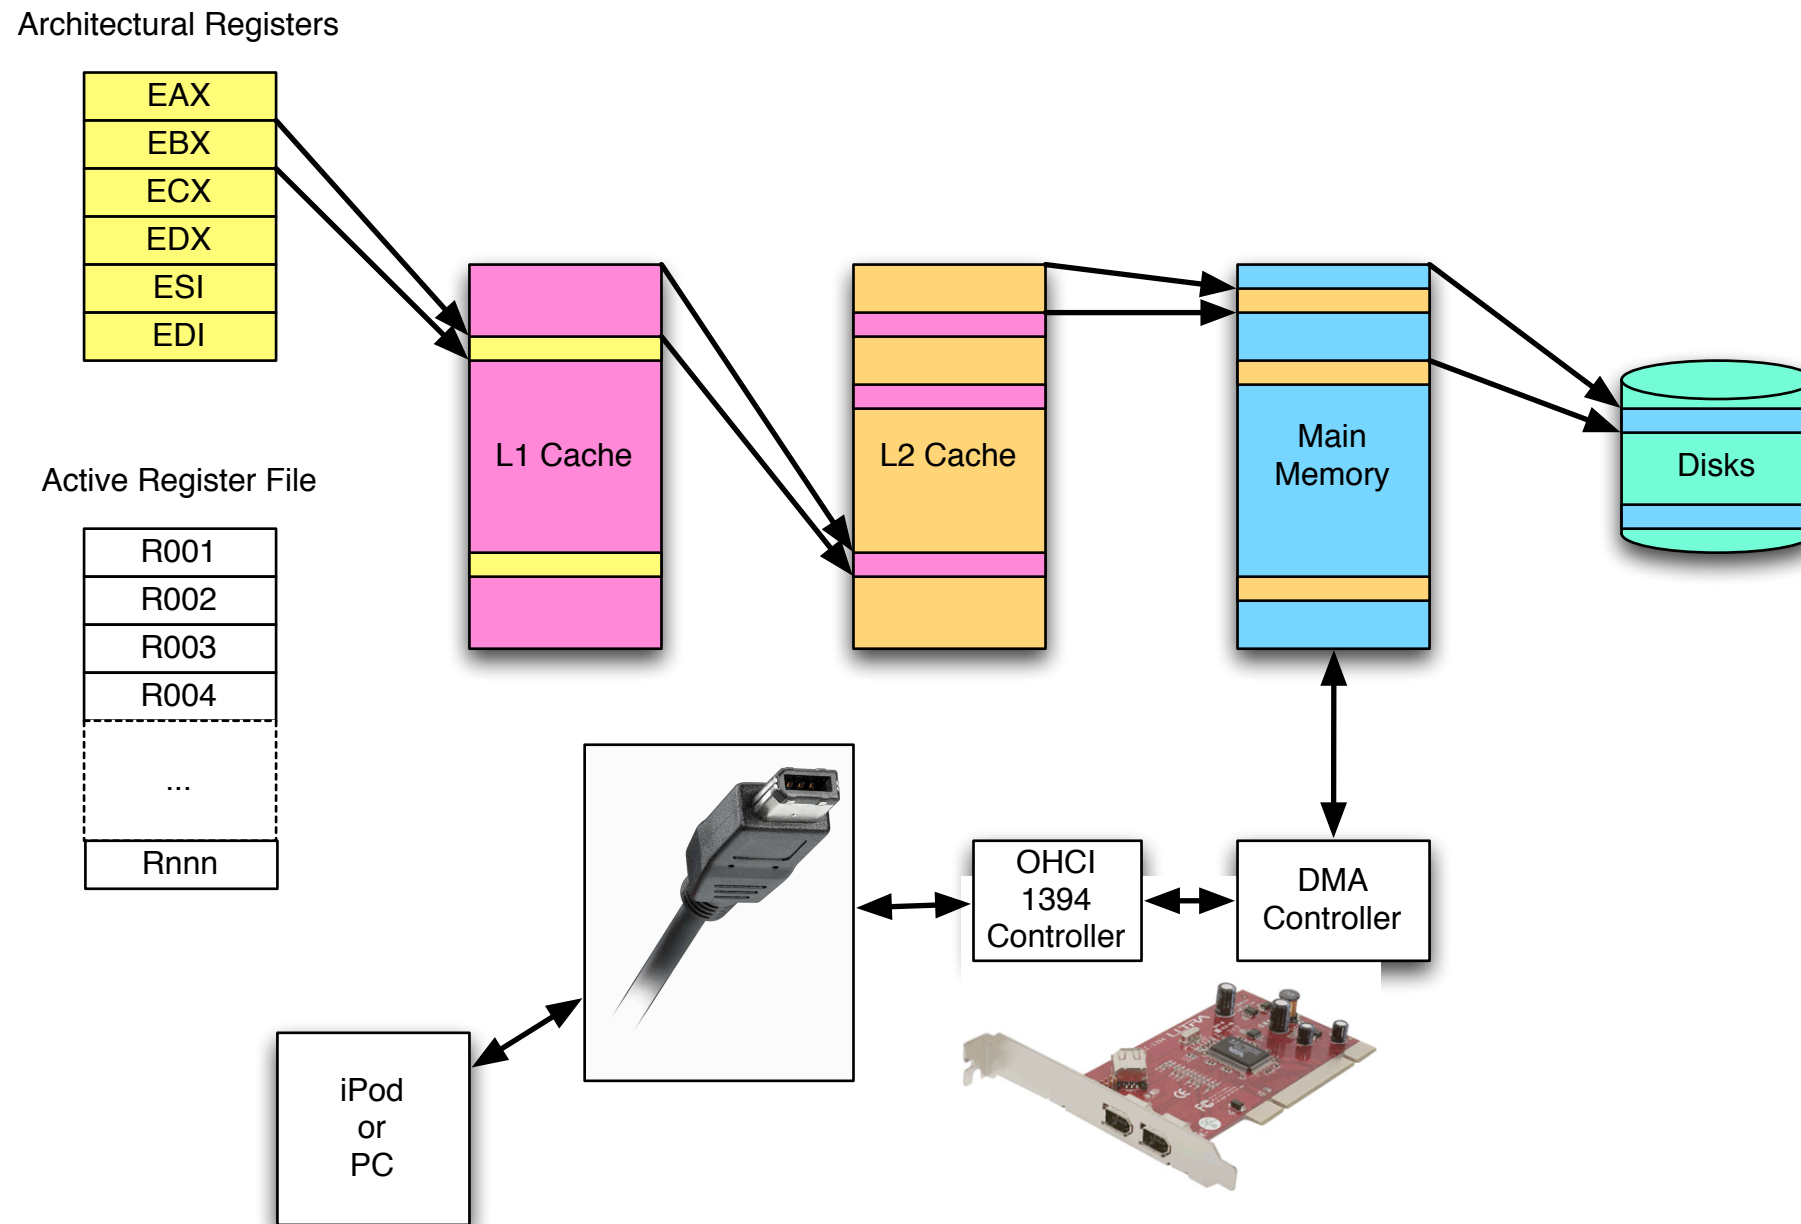 Architectural Registers
EAX
EBX
ECX
EDX
ESI
EDI
Active Register File
R001
R002
R003
R004
...
Rnnn
L1 Cache
L2 Cache
Main
Memory
Disks
OHCI
1394
Controller
DMA
Controller
iPod
or
PC
ULTRA